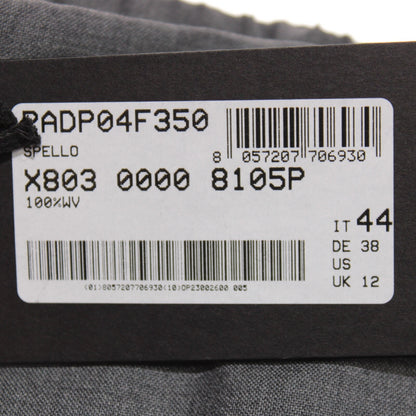 PADP04F350
SPELLO
8 057207 706930
X803 0000 8105P
100%WV
IT 44
DE 38
US
UK 12
(01)8057207706930(10)OP23002600 005